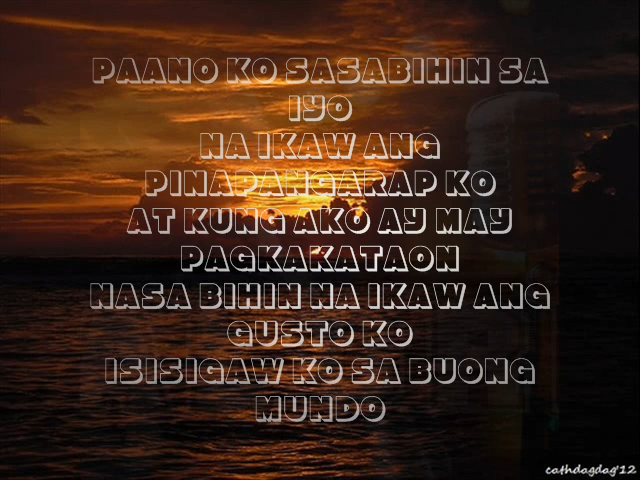 PAANO KO SASABIHIN SA
IYO
NA IKAW ANG
PINAPANGARAP KO
AT KUNG AKO AY MAY
PAGKAKATAON
NASA BIHIN NA IKAW ANG
GUSTO KO
ISISIGAW KO SA BUONG
MUNDO
cathdagdag'12